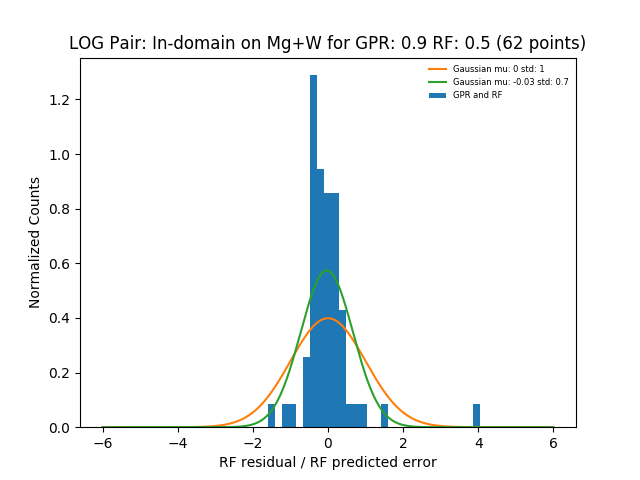 LOG Pair: In-domain on Mg+W for GPR: 0.9 RF: 0.5 (62 points)
Gaussian mu: 0 std: 1
Gaussian mu: -0.03 std: 0.7
GPR and RF
Normalized Counts
1.2
1.0
0.8
0.6
0.4
0.2
0.0
−6 −4 −2 0 2 4 6
RF residual / RF predicted error